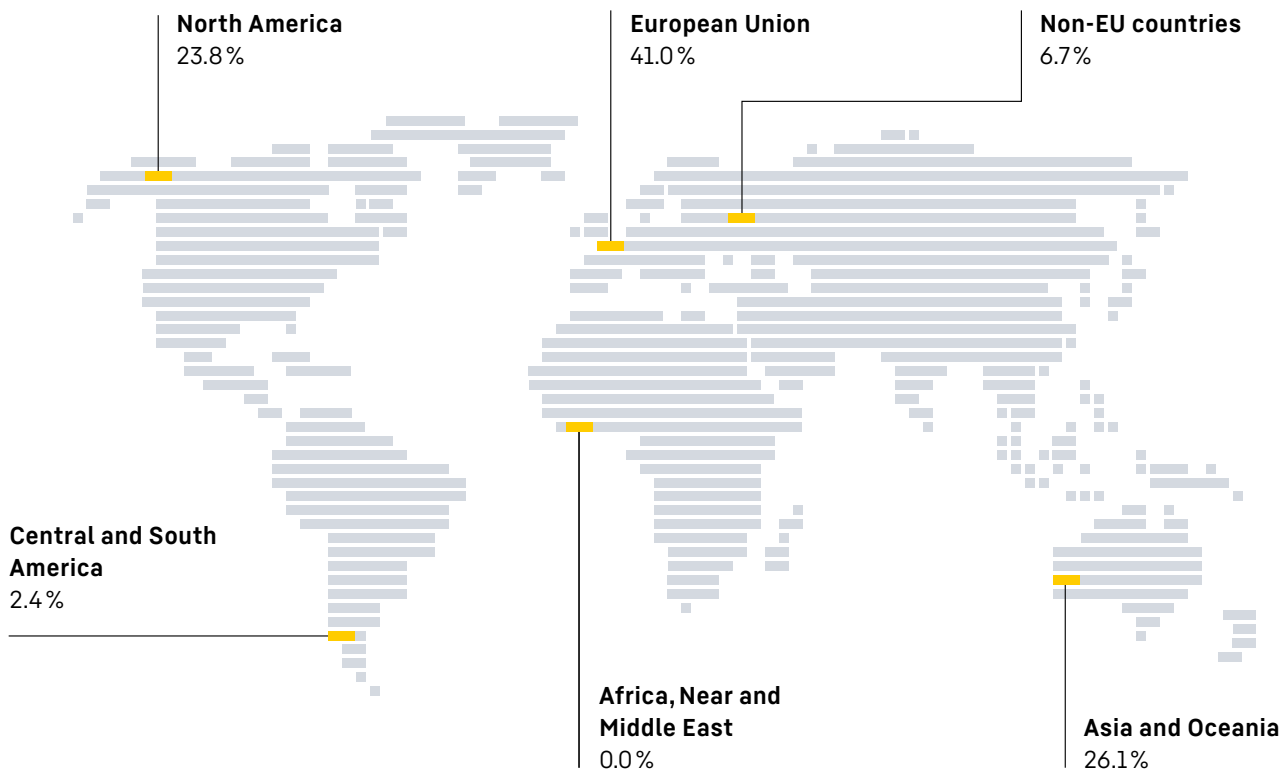 North America
23.8 %
European Union
41.0 %
Non-EU countries
6.7 %
Central and South
America
2.4 %
Africa, Near and
Middle East
0.0 %
Asia and Oceania
26.1 %